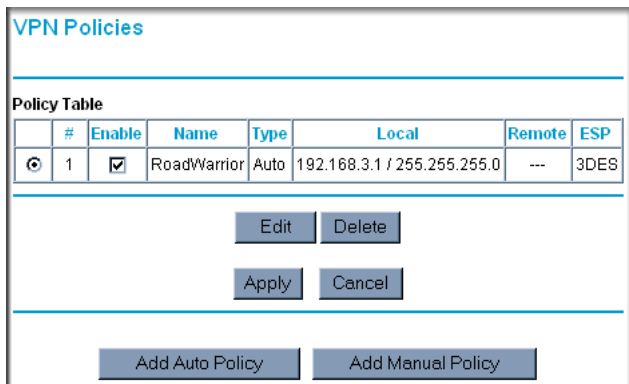 VPN Policies
Policy Table
# Enable Name Type Local Remote ESP
1 RoadWarrior Auto 192.168.3.1 / 255.255.255.0 --- 3DES
Edit Delete
Apply Cancel
Add Auto Policy Add Manual Policy